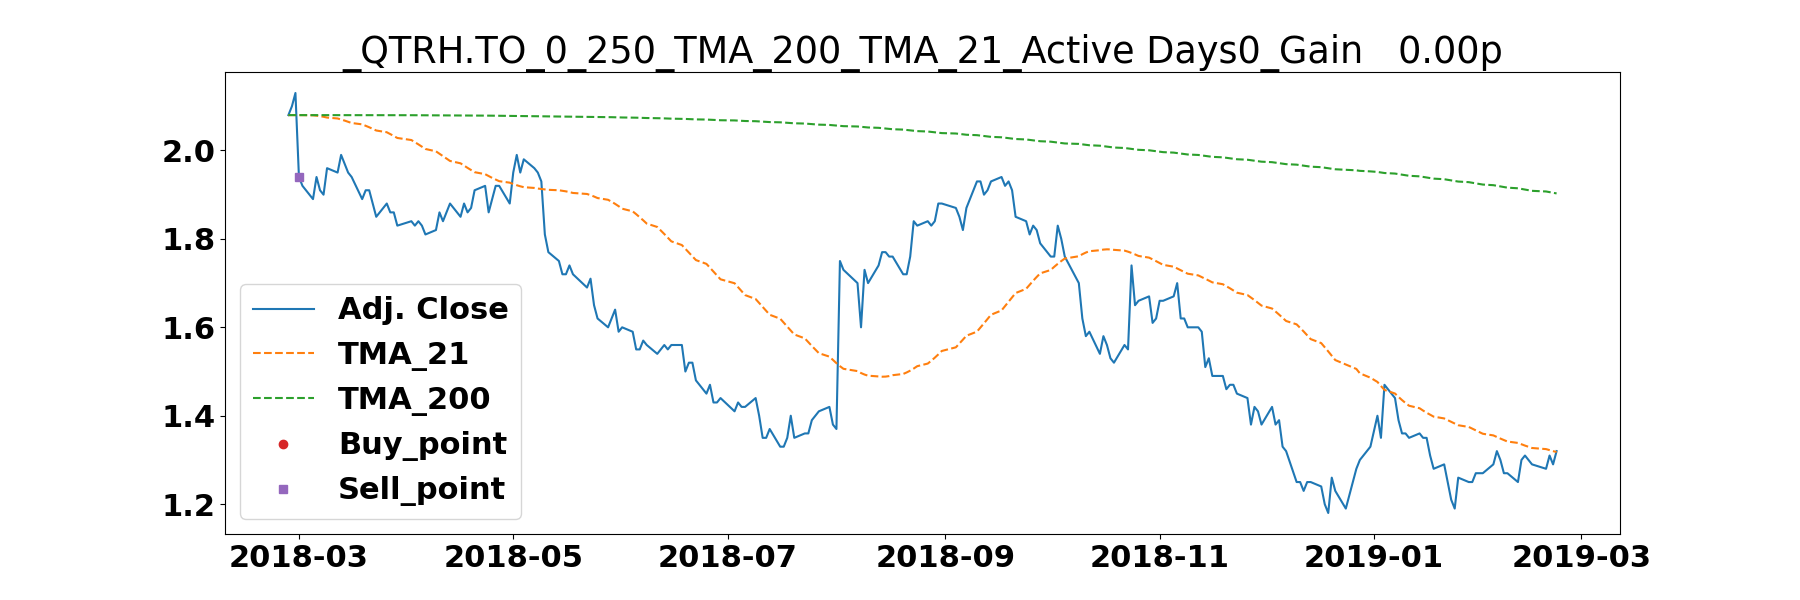 _QTRH.TO_0_250_TMA_200_TMA_21_Active Days0_Gain   0.00p
2.0
1.8
1.6
1.4
1.2
Adj. Close
TMA_21
TMA_200
Buy_point
Sell_point
2018-03 2018-05 2018-07 2018-09 2018-11 2019-01 2019-03